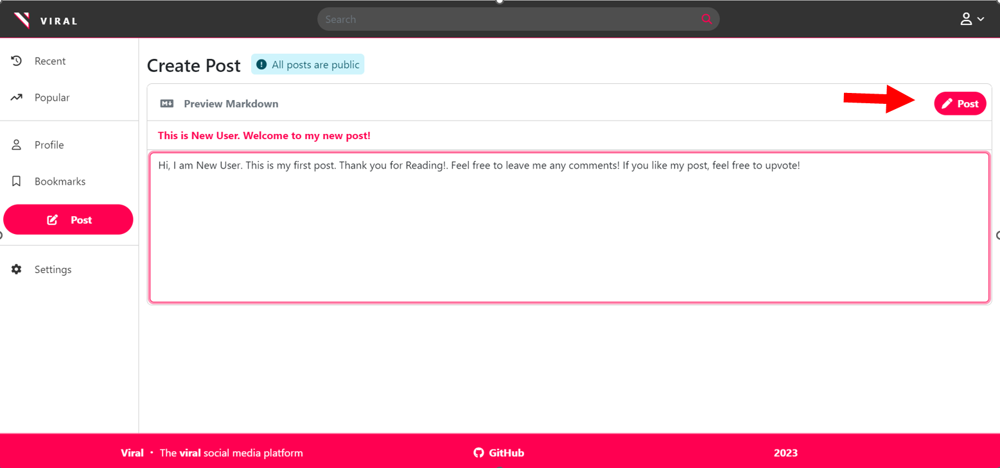 VIRAL
Search
Recent
Popular
Profile
Bookmarks
Post
Settings
Create Post
All posts are public
Preview Markdown
Post
This is New User. Welcome to my new post!
Hi, I am New User. This is my first post. Thank you for Reading!. Feel free to leave me any comments! If you like my post, feel free to upvote!
Viral · The viral social media platform
GitHub
2023